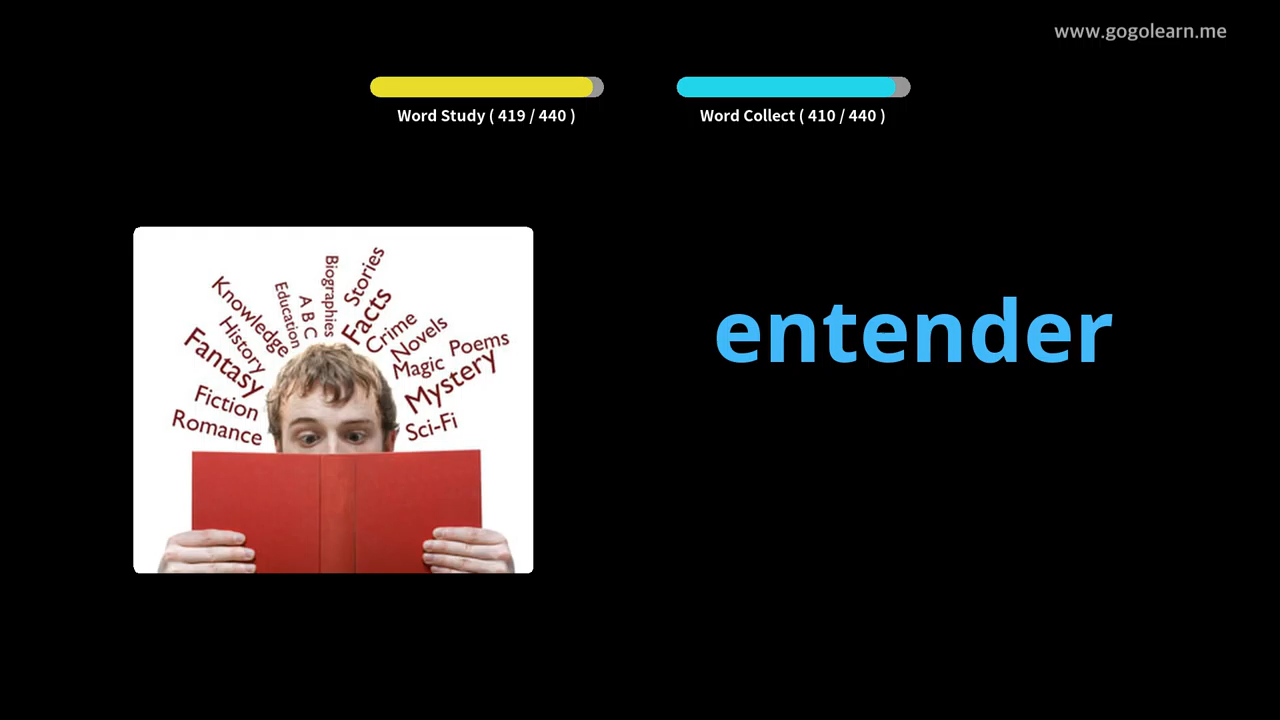 www.gogolearn.me
Word Study ( 419 / 440 )
Word Collect ( 410 / 440 )
Biographies
Stories
Education
A B C
Facts
Knowledge
Crime
History
Novels
Fantasy
Magic
Poems
Mystery
Fiction
Romance
Sci-Fi
entender